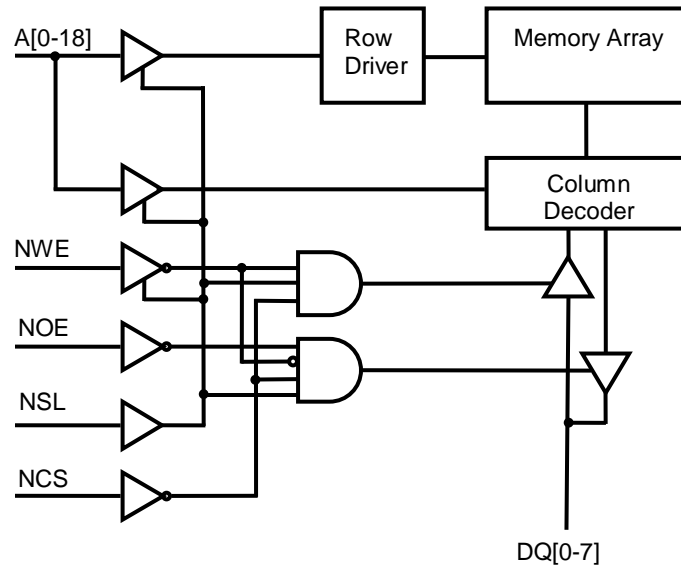 A[0-18]
Row
Driver
Memory Array
Column
Decoder
NWE
NOE
NSL
NCS
DQ[0-7]